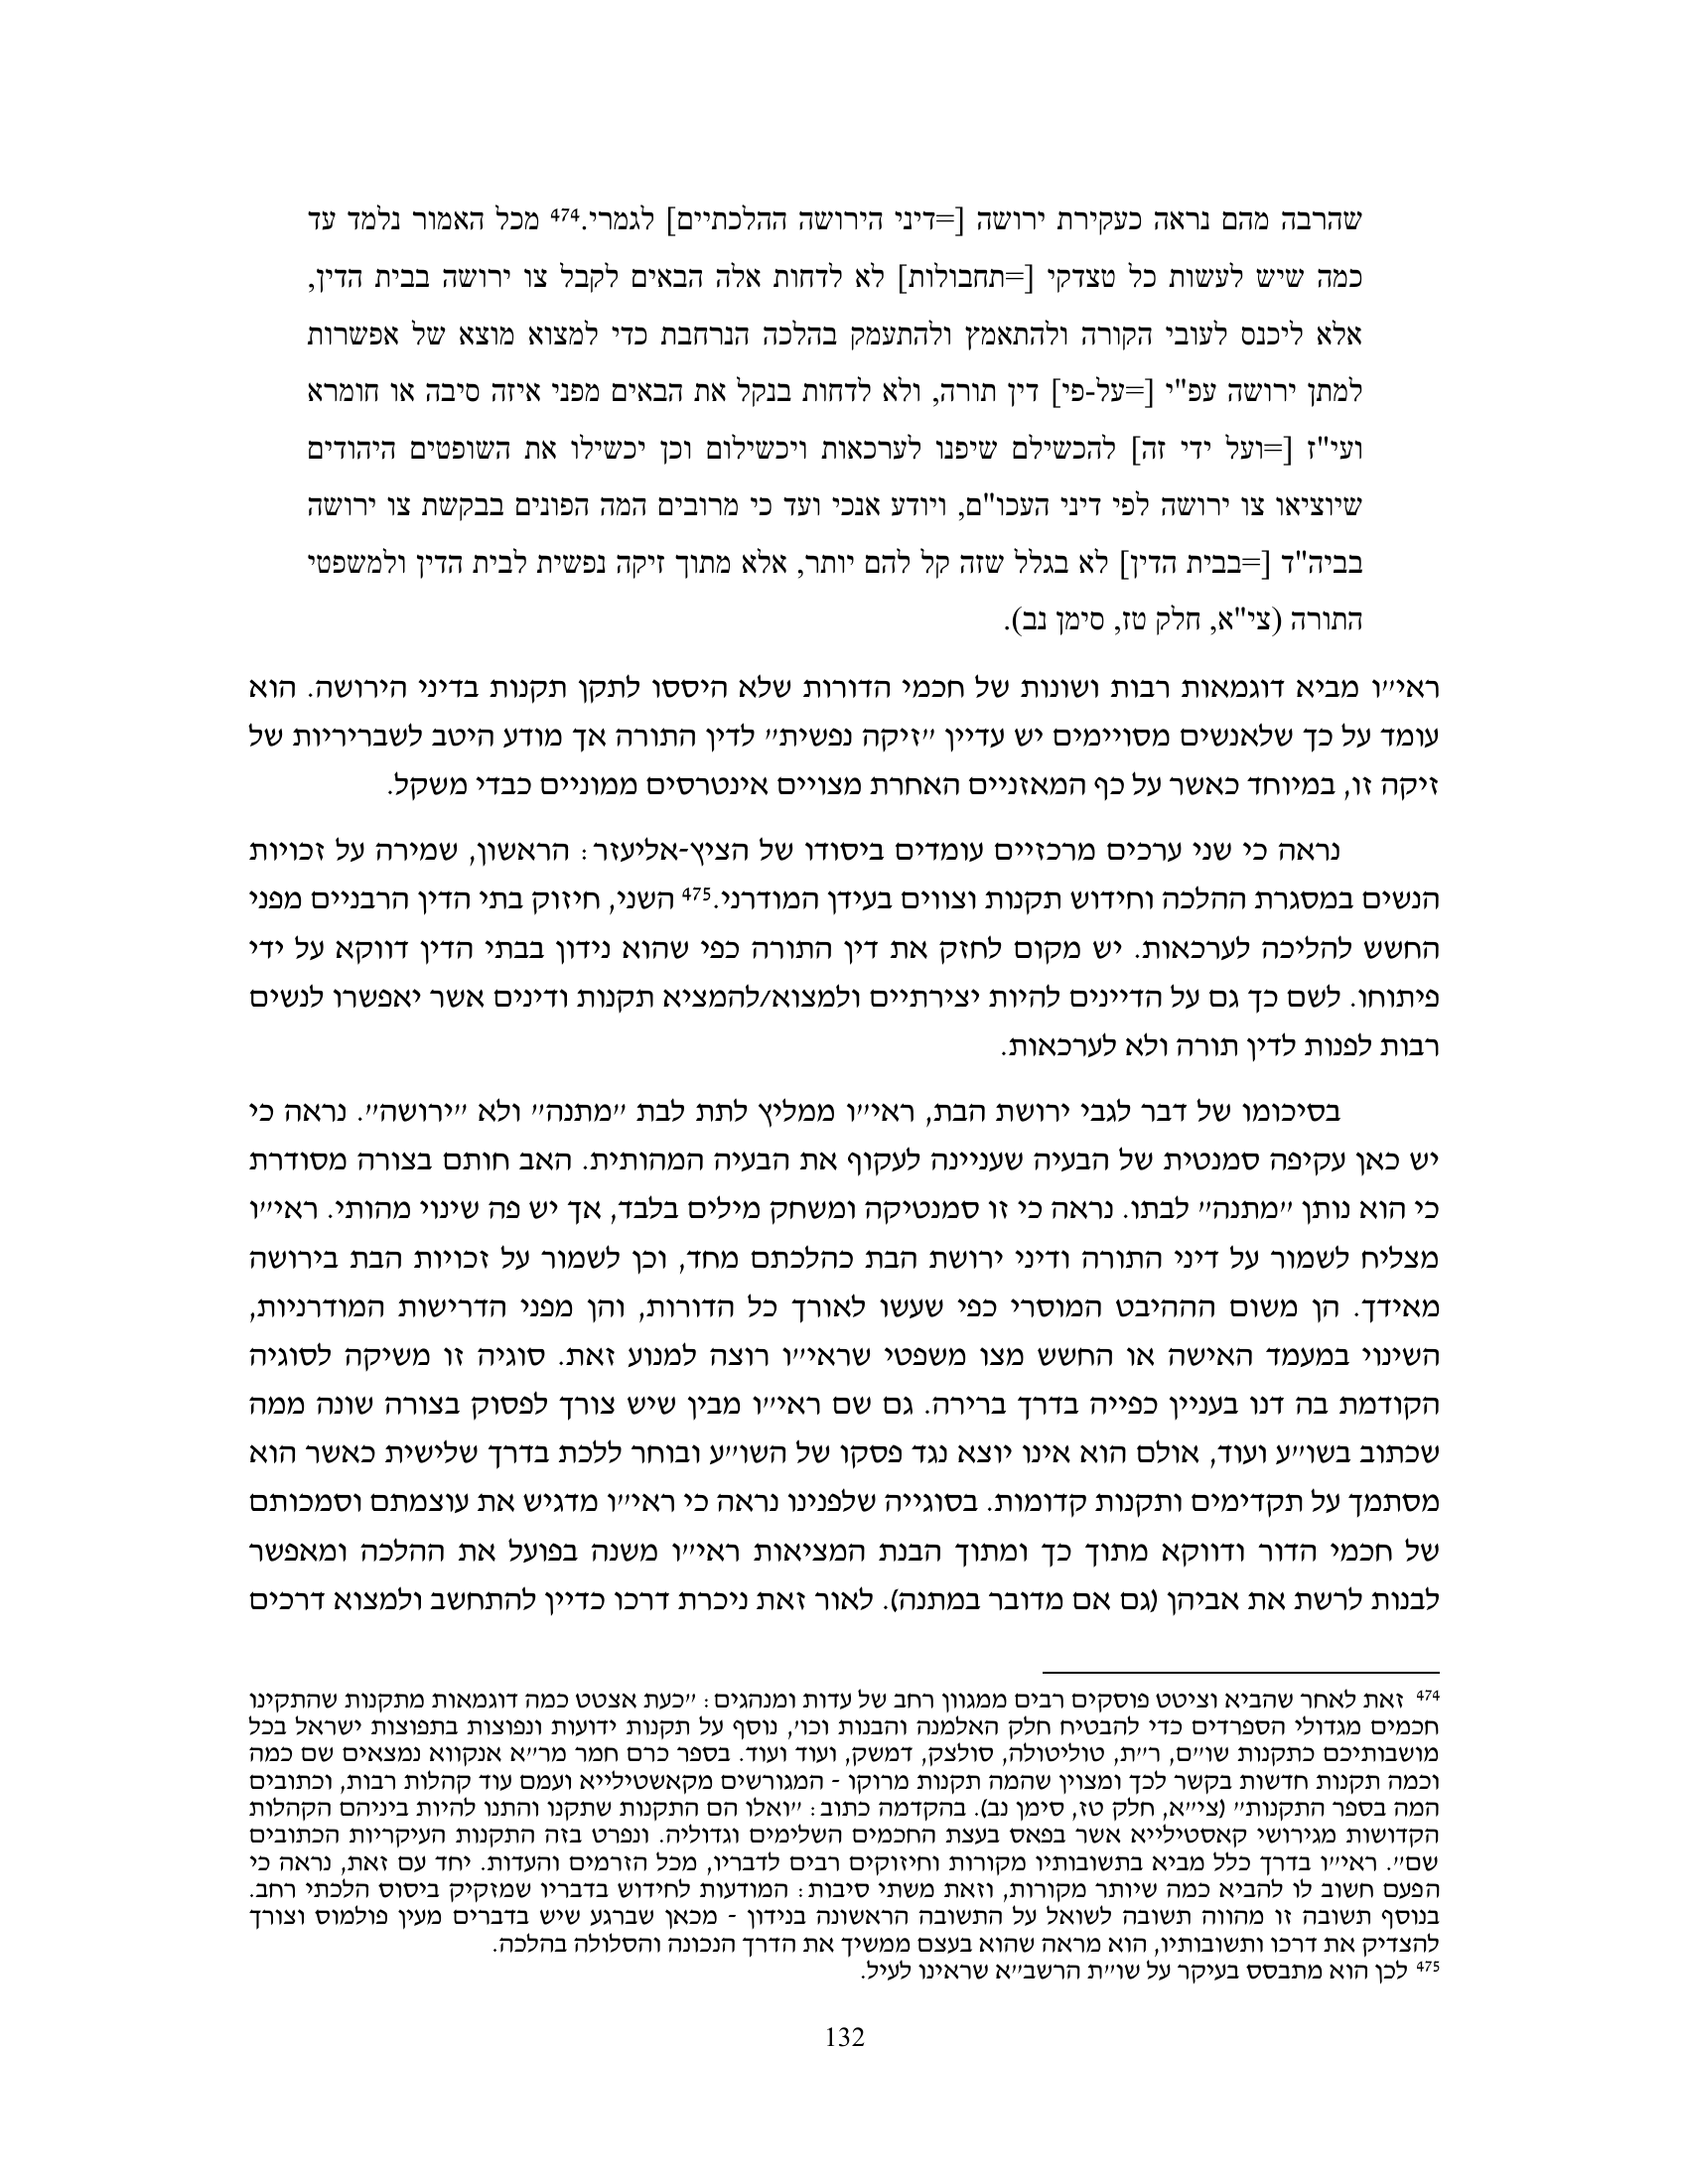 שהרבה מהם נראה כעקירת ירושה [=דיני הירושה ההלכתיים] לגמרי.474 מכל האמור נלמד עד
כמה שיש לעשות כל טצדקי [=תחבולות] לא לדחות אלה הבאים לקבל צו ירושה בבית הדין,
אלא ליכנס לעובי הקורה ולהתאמץ ולהתעמק בהלכה הנרחבת כדי למצוא מוצא של אפשרות
למתן ירושה עפ"י [=על-פי] דין תורה, ולא לדחות בנקל את הבאים מפני איזה סיבה או חומרא
ועי"ז [=ועל ידי זה] להכשילם שיפנו לערכאות ויכשילום וכן יכשילו את השופטים היהודים
שיוציאו צו ירושה לפי דיני העכו"ם, ויודע אנכי ועד כי מרובים המה הפונים בבקשת צו ירושה
בביה"ד [=בבית הדין] לא בגלל שזה קל להם יותר, אלא מתוך זיקה נפשית לבית הדין ולמשפטי
התורה (צי"א, חלק טז, סימן נב).
ראי״ו מביא דוגמאות רבות ושונות של חכמי הדורות שלא היססו לתקן תקנות בדיני הירושה. הוא
עומד על כך שלאנשים מסויימים יש עדיין ״זיקה נפשית״ לדין התורה אך מודע היטב לשבריריות של
זיקה זו, במיוחד כאשר על כף המאזניים האחרת מצויים אינטרסים ממוניים כבדי משקל.
נראה כי שני ערכים מרכזיים עומדים ביסודו של הציץ-אליעזר: הראשון, שמירה על זכויות
הנשים במסגרת ההלכה וחידוש תקנות וצווים בעידן המודרני.475 השני, חיזוק בתי הדין הרבניים מפני
החשש להליכה לערכאות. יש מקום לחזק את דין התורה כפי שהוא נידון בבתי הדין דווקא על ידי
פיתוחו. לשם כך גם על הדיינים להיות יצירתיים ולמצוא/להמציא תקנות ודינים אשר יאפשרו לנשים
רבות לפנות לדין תורה ולא לערכאות.
בסיכומו של דבר לגבי ירושת הבת, ראי״ו ממליץ לתת לבת ״מתנה״ ולא ״ירושה״. נראה כי
יש כאן עקיפה סמנטית של הבעיה שעניינה לעקוף את הבעיה המהותית. האב חותם בצורה מסודרת
כי הוא נותן ״מתנה״ לבתו. נראה כי זו סמנטיקה ומשחק מילים בלבד, אך יש פה שינוי מהותי. ראי״ו
מצליח לשמור על דיני התורה ודיני ירושת הבת כהלכתם מחד, וכן לשמור על זכויות הבת בירושה
מאידך. הן משום הההיבט המוסרי כפי שעשו לאורך כל הדורות, והן מפני הדרישות המודרניות,
השינוי במעמד האישה או החשש מצו משפטי שראי״ו רוצה למנוע זאת. סוגיה זו משיקה לסוגיה
הקודמת בה דנו בעניין כפייה בדרך ברירה. גם שם ראי״ו מבין שיש צורך לפסוק בצורה שונה ממה
שכתוב בשו״ע ועוד, אולם הוא אינו יוצא נגד פסקו של השו״ע ובוחר ללכת בדרך שלישית כאשר הוא
מסתמך על תקדימים ותקנות קדומות. בסוגייה שלפנינו נראה כי ראי״ו מדגיש את עוצמתם וסמכותם
של חכמי הדור ודווקא מתוך כך ומתוך הבנת המציאות ראי״ו משנה בפועל את ההלכה ומאפשר
לבנות לרשת את אביהן (גם אם מדובר במתנה). לאור זאת ניכרת דרכו כדיין להתחשב ולמצוא דרכים
474 זאת לאחר שהביא וציטט פוסקים רבים ממגוון רחב של עדות ומנהגים: ״כעת אצטט כמה דוגמאות מתקנות שהתקינו
חכמים מגדולי הספרדים כדי להבטיח חלק האלמנה והבנות וכו׳, נוסף על תקנות ידועות ונפוצות בתפוצות ישראל בכל
מושבותיכם כתקנות שו״ם, ר״ת, טוליטולה, סולצק, דמשק, ועוד ועוד. בספר כרם חמר מר״א אנקווא נמצאים שם כמה
וכמה תקנות חדשות בקשר לכך ומצוין שהמה תקנות מרוקו - המגורשים מקאשטילייא ועמם עוד קהלות רבות, וכתובים
המה בספר התקנות״ (צי״א, חלק טז, סימן נב). בהקדמה כתוב: ״ואלו הם התקנות שתקנו והתנו להיות ביניהם הקהלות
הקדושות מגירושי קאסטילייא אשר בפאס בעצת החכמים השלימים וגדוליה. ונפרט בזה התקנות העיקריות הכתובים
שם״. ראי״ו בדרך כלל מביא בתשובותיו מקורות וחיזוקים רבים לדבריו, מכל הזרמים והעדות. יחד עם זאת, נראה כי
הפעם חשוב לו להביא כמה שיותר מקורות, וזאת משתי סיבות: המודעות לחידוש בדבריו שמזקיק ביסוס הלכתי רחב.
בנוסף תשובה זו מהווה תשובה לשואל על התשובה הראשונה בנידון - מכאן שברגע שיש בדברים מעין פולמוס וצורך
להצדיק את דרכו ותשובותיו, הוא מראה שהוא בעצם ממשיך את הדרך הנכונה והסלולה בהלכה.
475 לכן הוא מתבסס בעיקר על שו״ת הרשב״א שראינו לעיל.
132